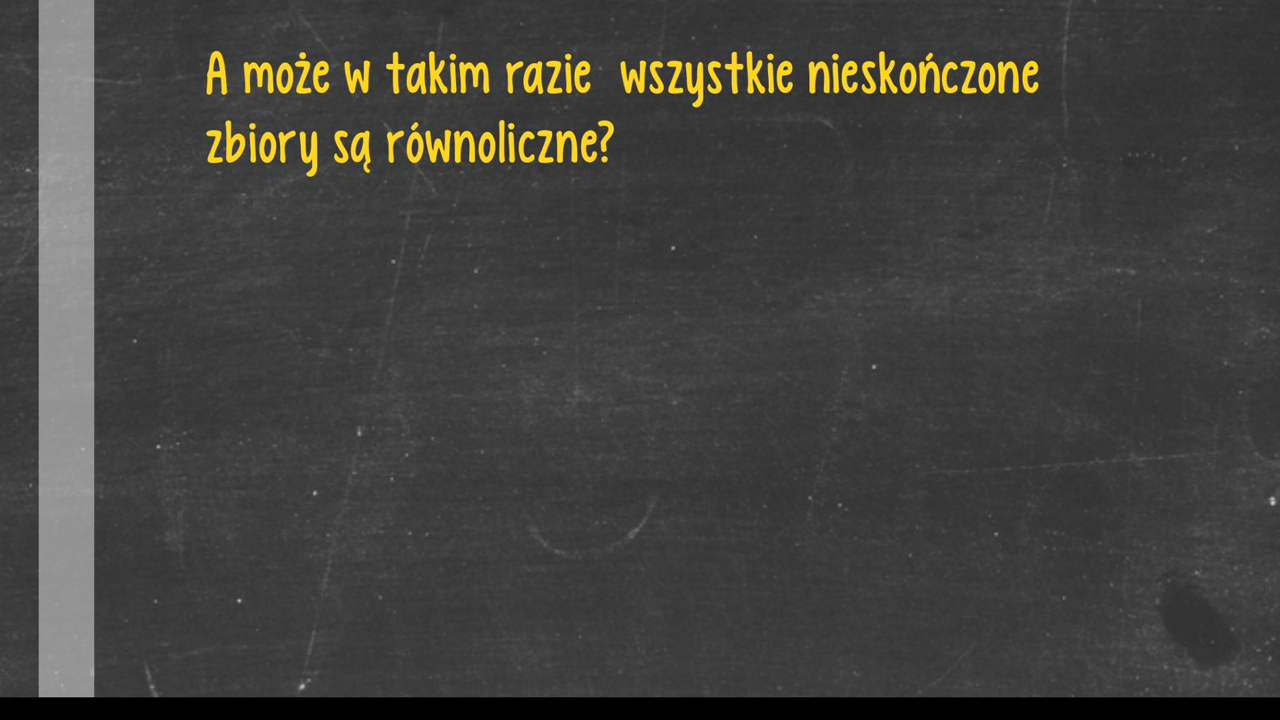 A może w takim razie wszystkie nieskończone
zbiory są równoliczne?